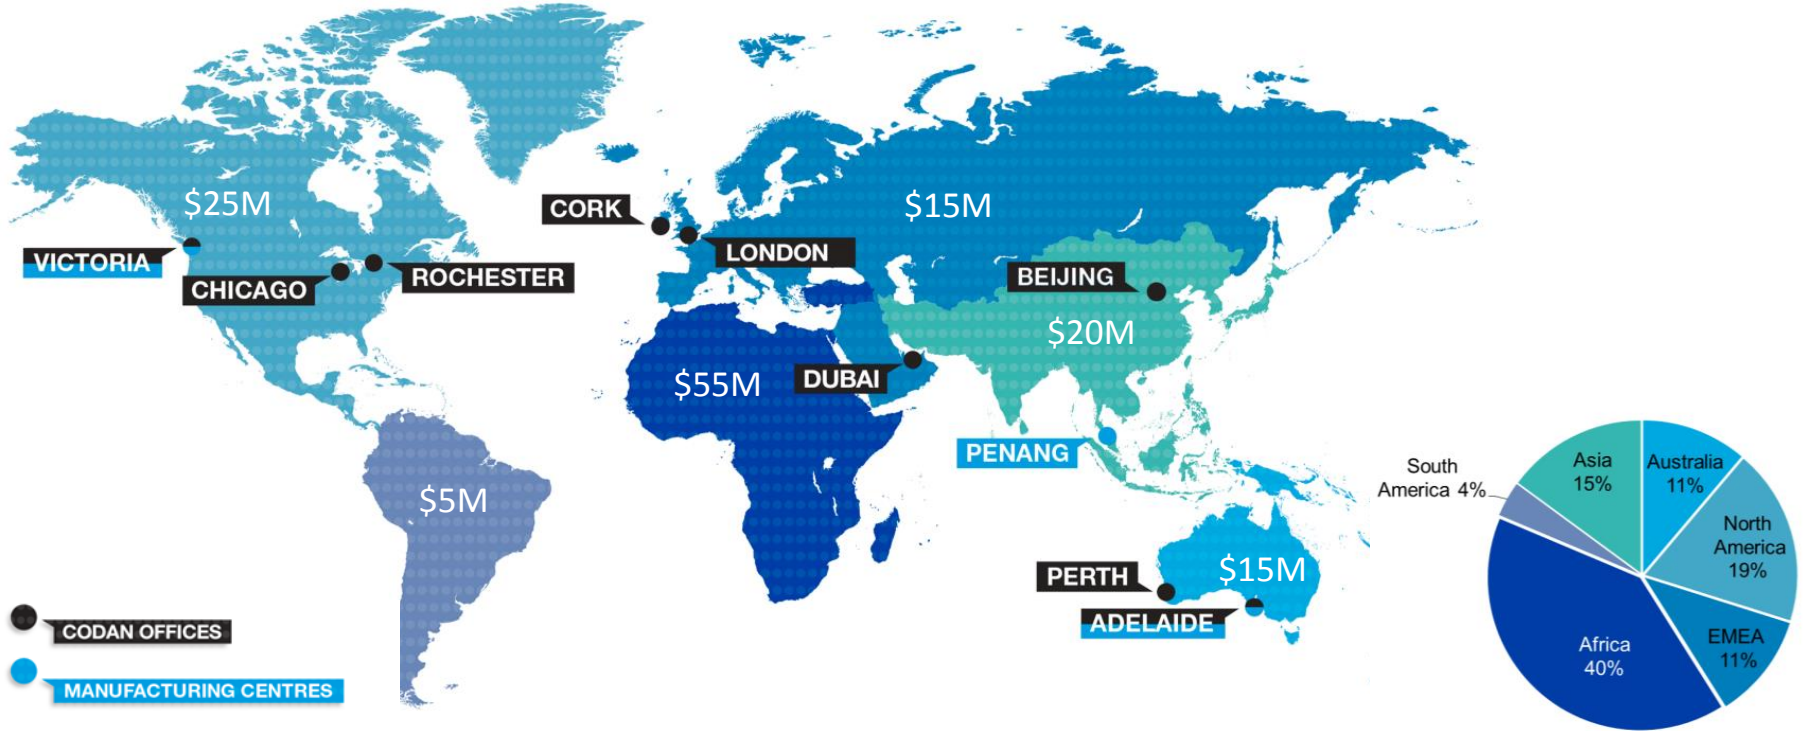 $25M
$15M
CORK
VICTORIA
LONDON
CHICAGO
ROCHESTER
BEIJING
$20M
$55M
DUBAI
PENANG
$5M
PERTH
$15M
ADELAIDE
CODAN OFFICES
MANUFACTURING CENTRES
South
America 4%
Asia
15%
Australia
11%
North
America
19%
EMEA
11%
Africa
40%